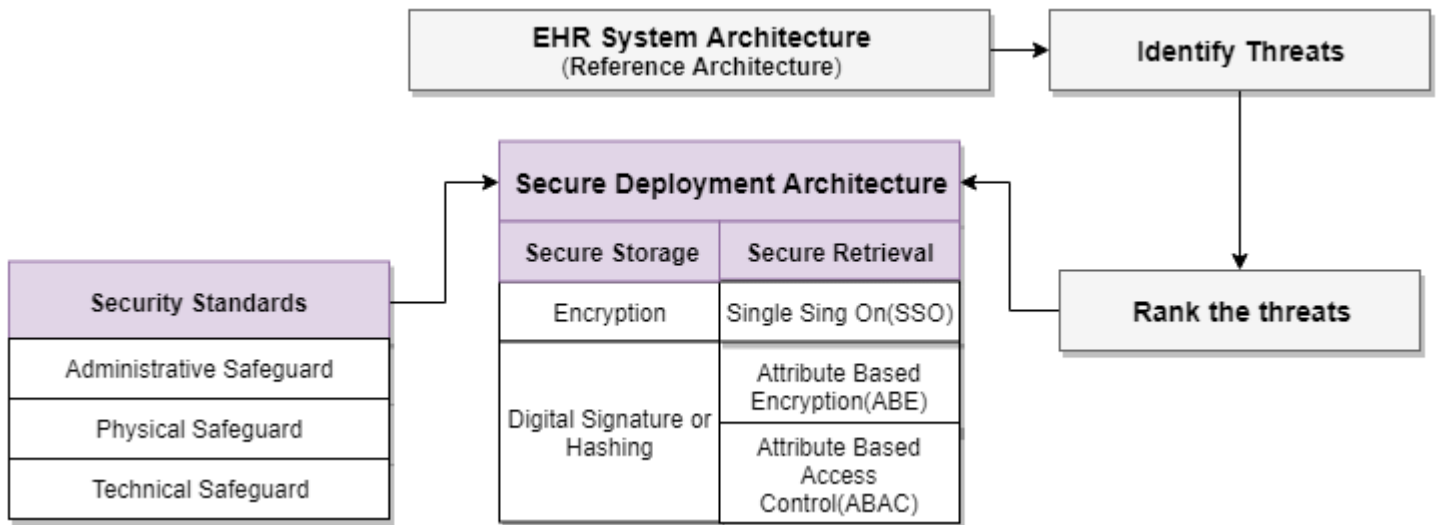 EHR System Architecture
(Reference Architecture)
Identify Threats
Secure Deployment Architecture
Secure Storage
Secure Retrieval
Security Standards
Encryption
Single Sing On(SSO)
Rank the threats
Administrative Safeguard
Physical Safeguard
Technical Safeguard
Digital Signature or
Hashing
Attribute Based
Encryption(ABE)
Attribute Based
Access
Control(ABAC)